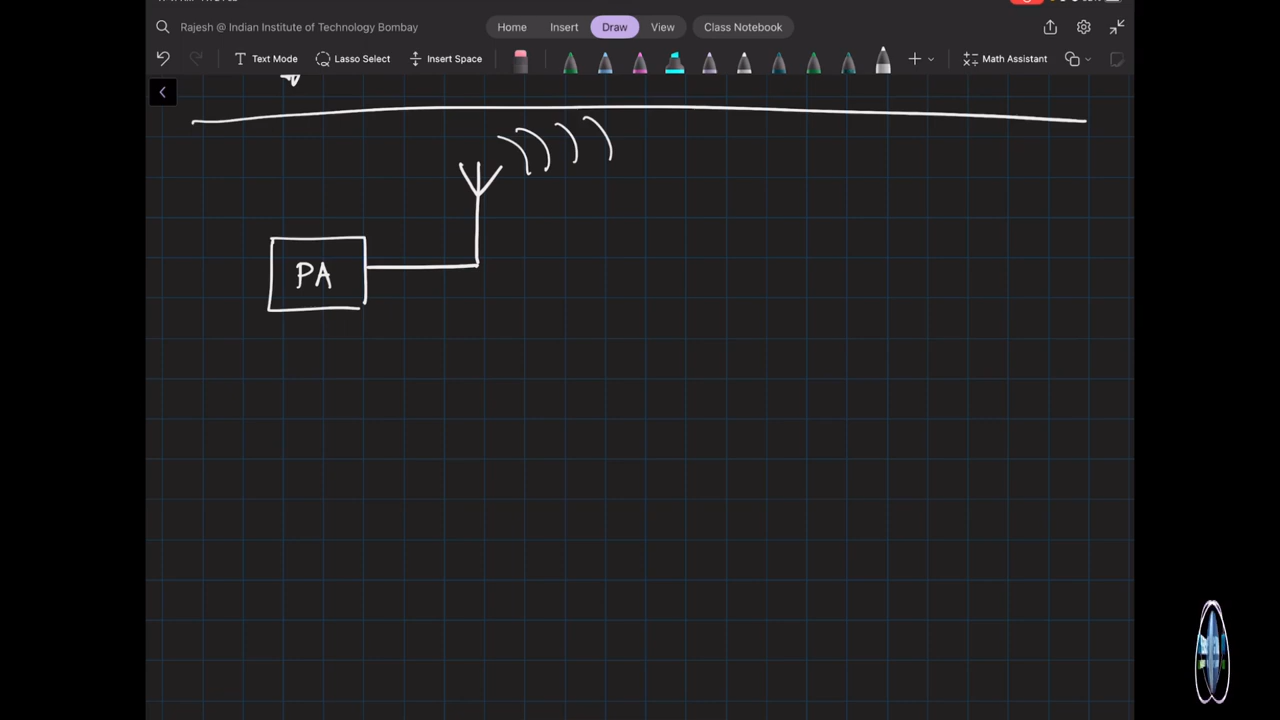 Rajesh @ Indian Institute of Technology Bombay
Home Insert Draw View Class Notebook
Text Mode Lasso Select Insert Space Math Assistant
PA